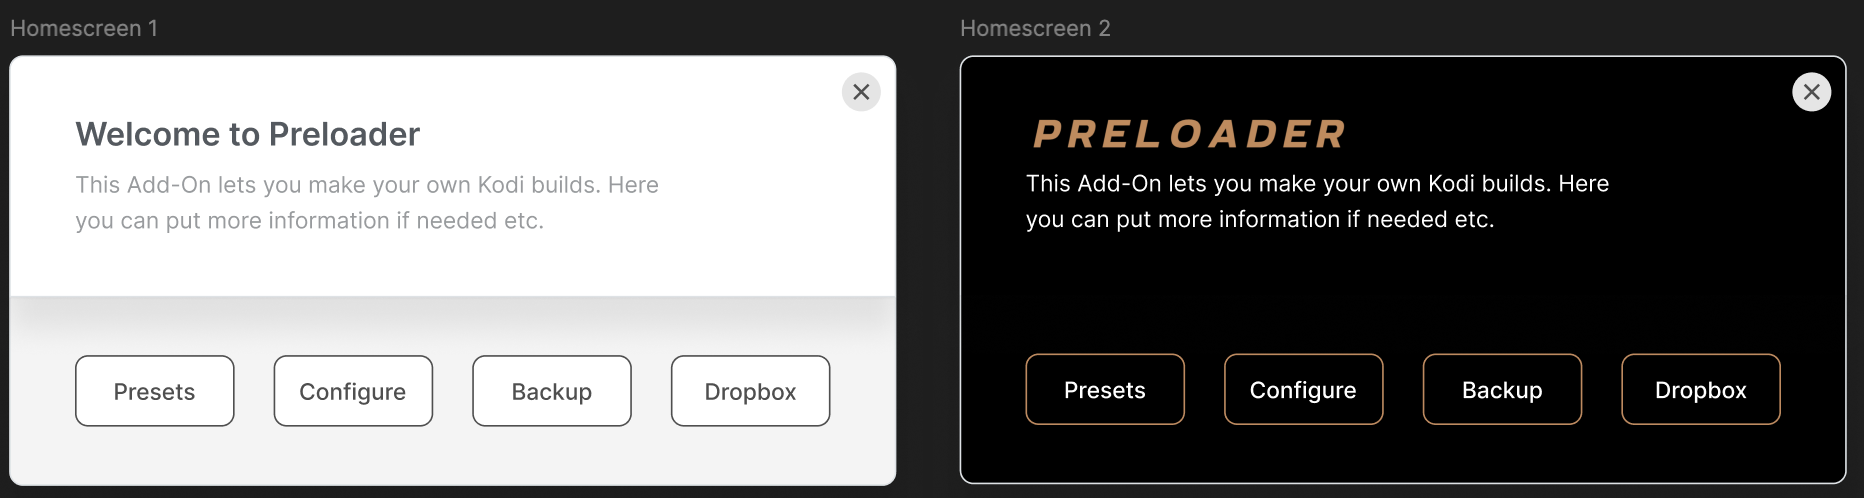 Homescreen 1
Welcome to Preloader
This Add-On lets you make your own Kodi builds. Here
you can put more information if needed etc.
Presets
Configure
Backup
Dropbox
Homescreen 2
PRELOADER
This Add-On lets you make your own Kodi builds. Here
you can put more information if needed etc.
Presets
Configure
Backup
Dropbox